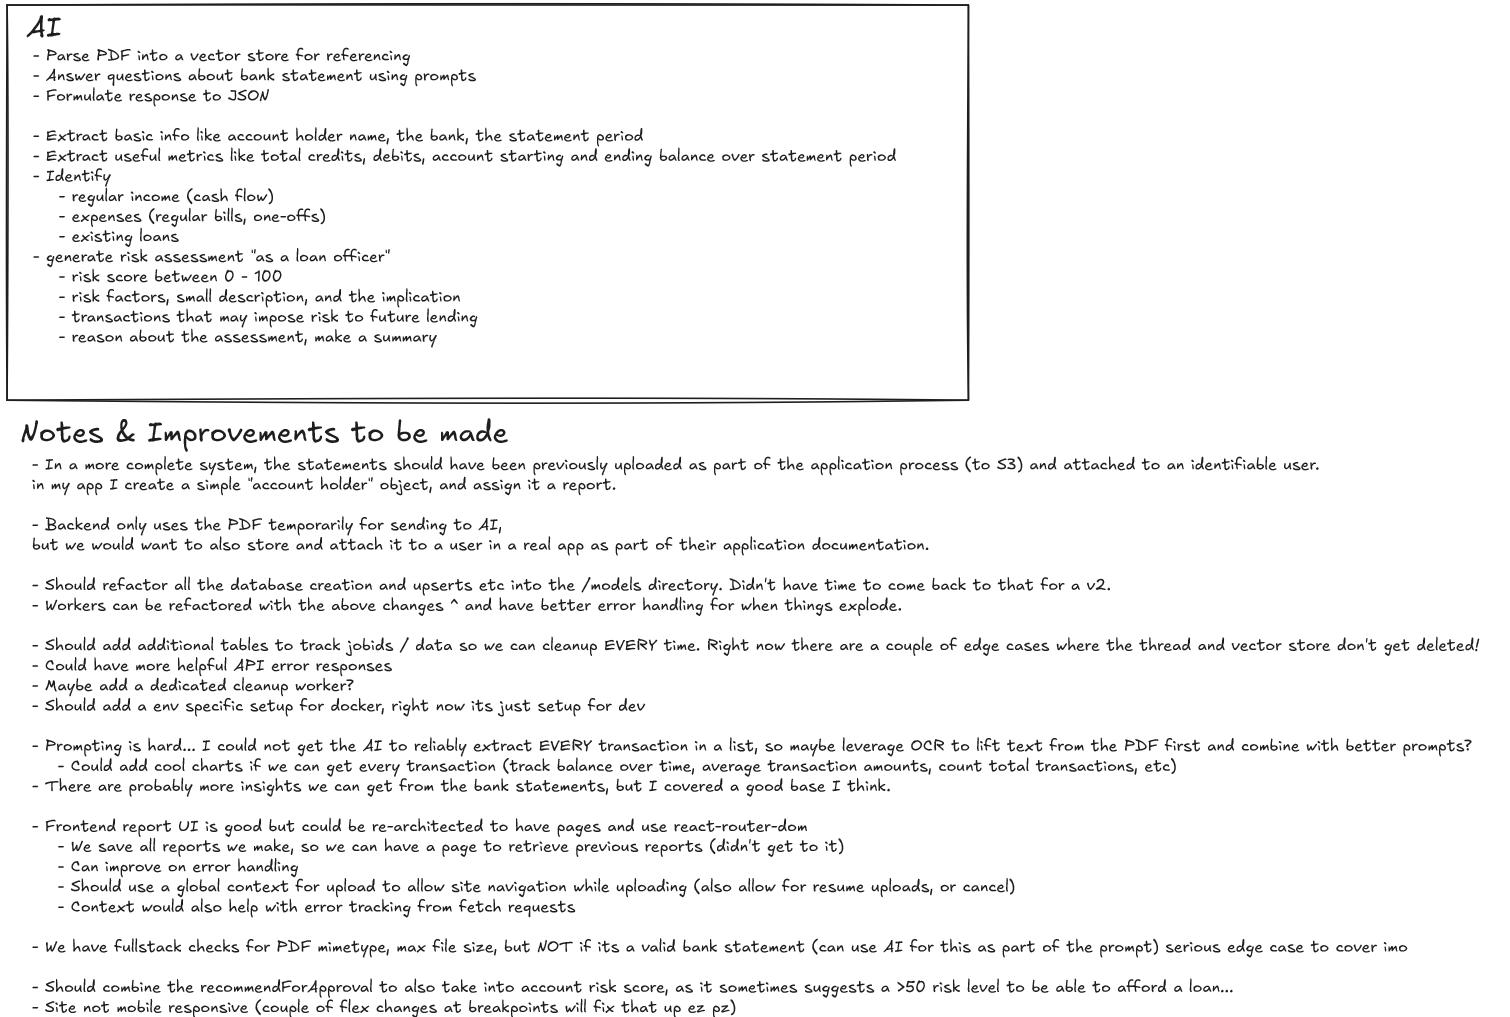 AI
- Parse PDF into a vector store for referencing
- Answer questions about bank statement using prompts
- Formulate response to JSON
- Extract basic info like account holder name, the bank, the statement period
- Extract useful metrics like total credits, debits, account starting and ending balance over statement period
- Identify
- regular income (cash flow)
- expenses (regular bills, one-offs)
- existing loans
- generate risk assessment "as a loan officer"
- risk score between 0 - 100
- risk factors, small description, and the implication
- transactions that may impose risk to future lending
- reason about the assessment, make a summary
Notes & Improvements to be made
- In a more complete system, the statements should have been previously uploaded as part of the application process (to S3) and attached to an identifiable user.
in my app I create a simple "account holder" object, and assign it a report.
- Backend only uses the PDF temporarily for sending to AI,
but we would want to also store and attach it to a user in a real app as part of their application documentation.
- Should refactor all the database creation and upserts etc into the /models directory. Didn't have time to come back to that for a v2.
- Workers can be refactored with the above changes ^ and have better error handling for when things explode.
- Should add additional tables to track jobids / data so we can cleanup EVERY time. Right now there are a couple of edge cases where the thread and vector store don't get deleted!
- Could have more helpful API error responses
- Maybe add a dedicated cleanup worker?
- Should add a env specific setup for docker, right now its just setup for dev
- Prompting is hard... I could not get the AI to reliably extract EVERY transaction in a list, so maybe leverage OCR to lift text from the PDF first and combine with better prompts?
- Could add cool charts if we can get every transaction (track balance over time, average transaction amounts, count total transactions, etc)
- There are probably more insights we can get from the bank statements, but I covered a good base I think.
- Frontend report UI is good but could be re-architected to have pages and use react-router-dom
- We save all reports we make, so we can have a page to retrieve previous reports (didn't get to it)
- Can improve on error handling
- Should use a global context for upload to allow site navigation while uploading (also allow for resume uploads, or cancel)
- Context would also help with error tracking from fetch requests
- We have fullstack checks for PDF mimetype, max file size, but NOT if its a valid bank statement (can use AI for this as part of the prompt) serious edge case to cover imo
- Should combine the recommendForApproval to also take into account risk score, as it sometimes suggests a >50 risk level to be able to afford a loan...
- Site not mobile responsive (couple of flex changes at breakpoints will fix that up ez pz)